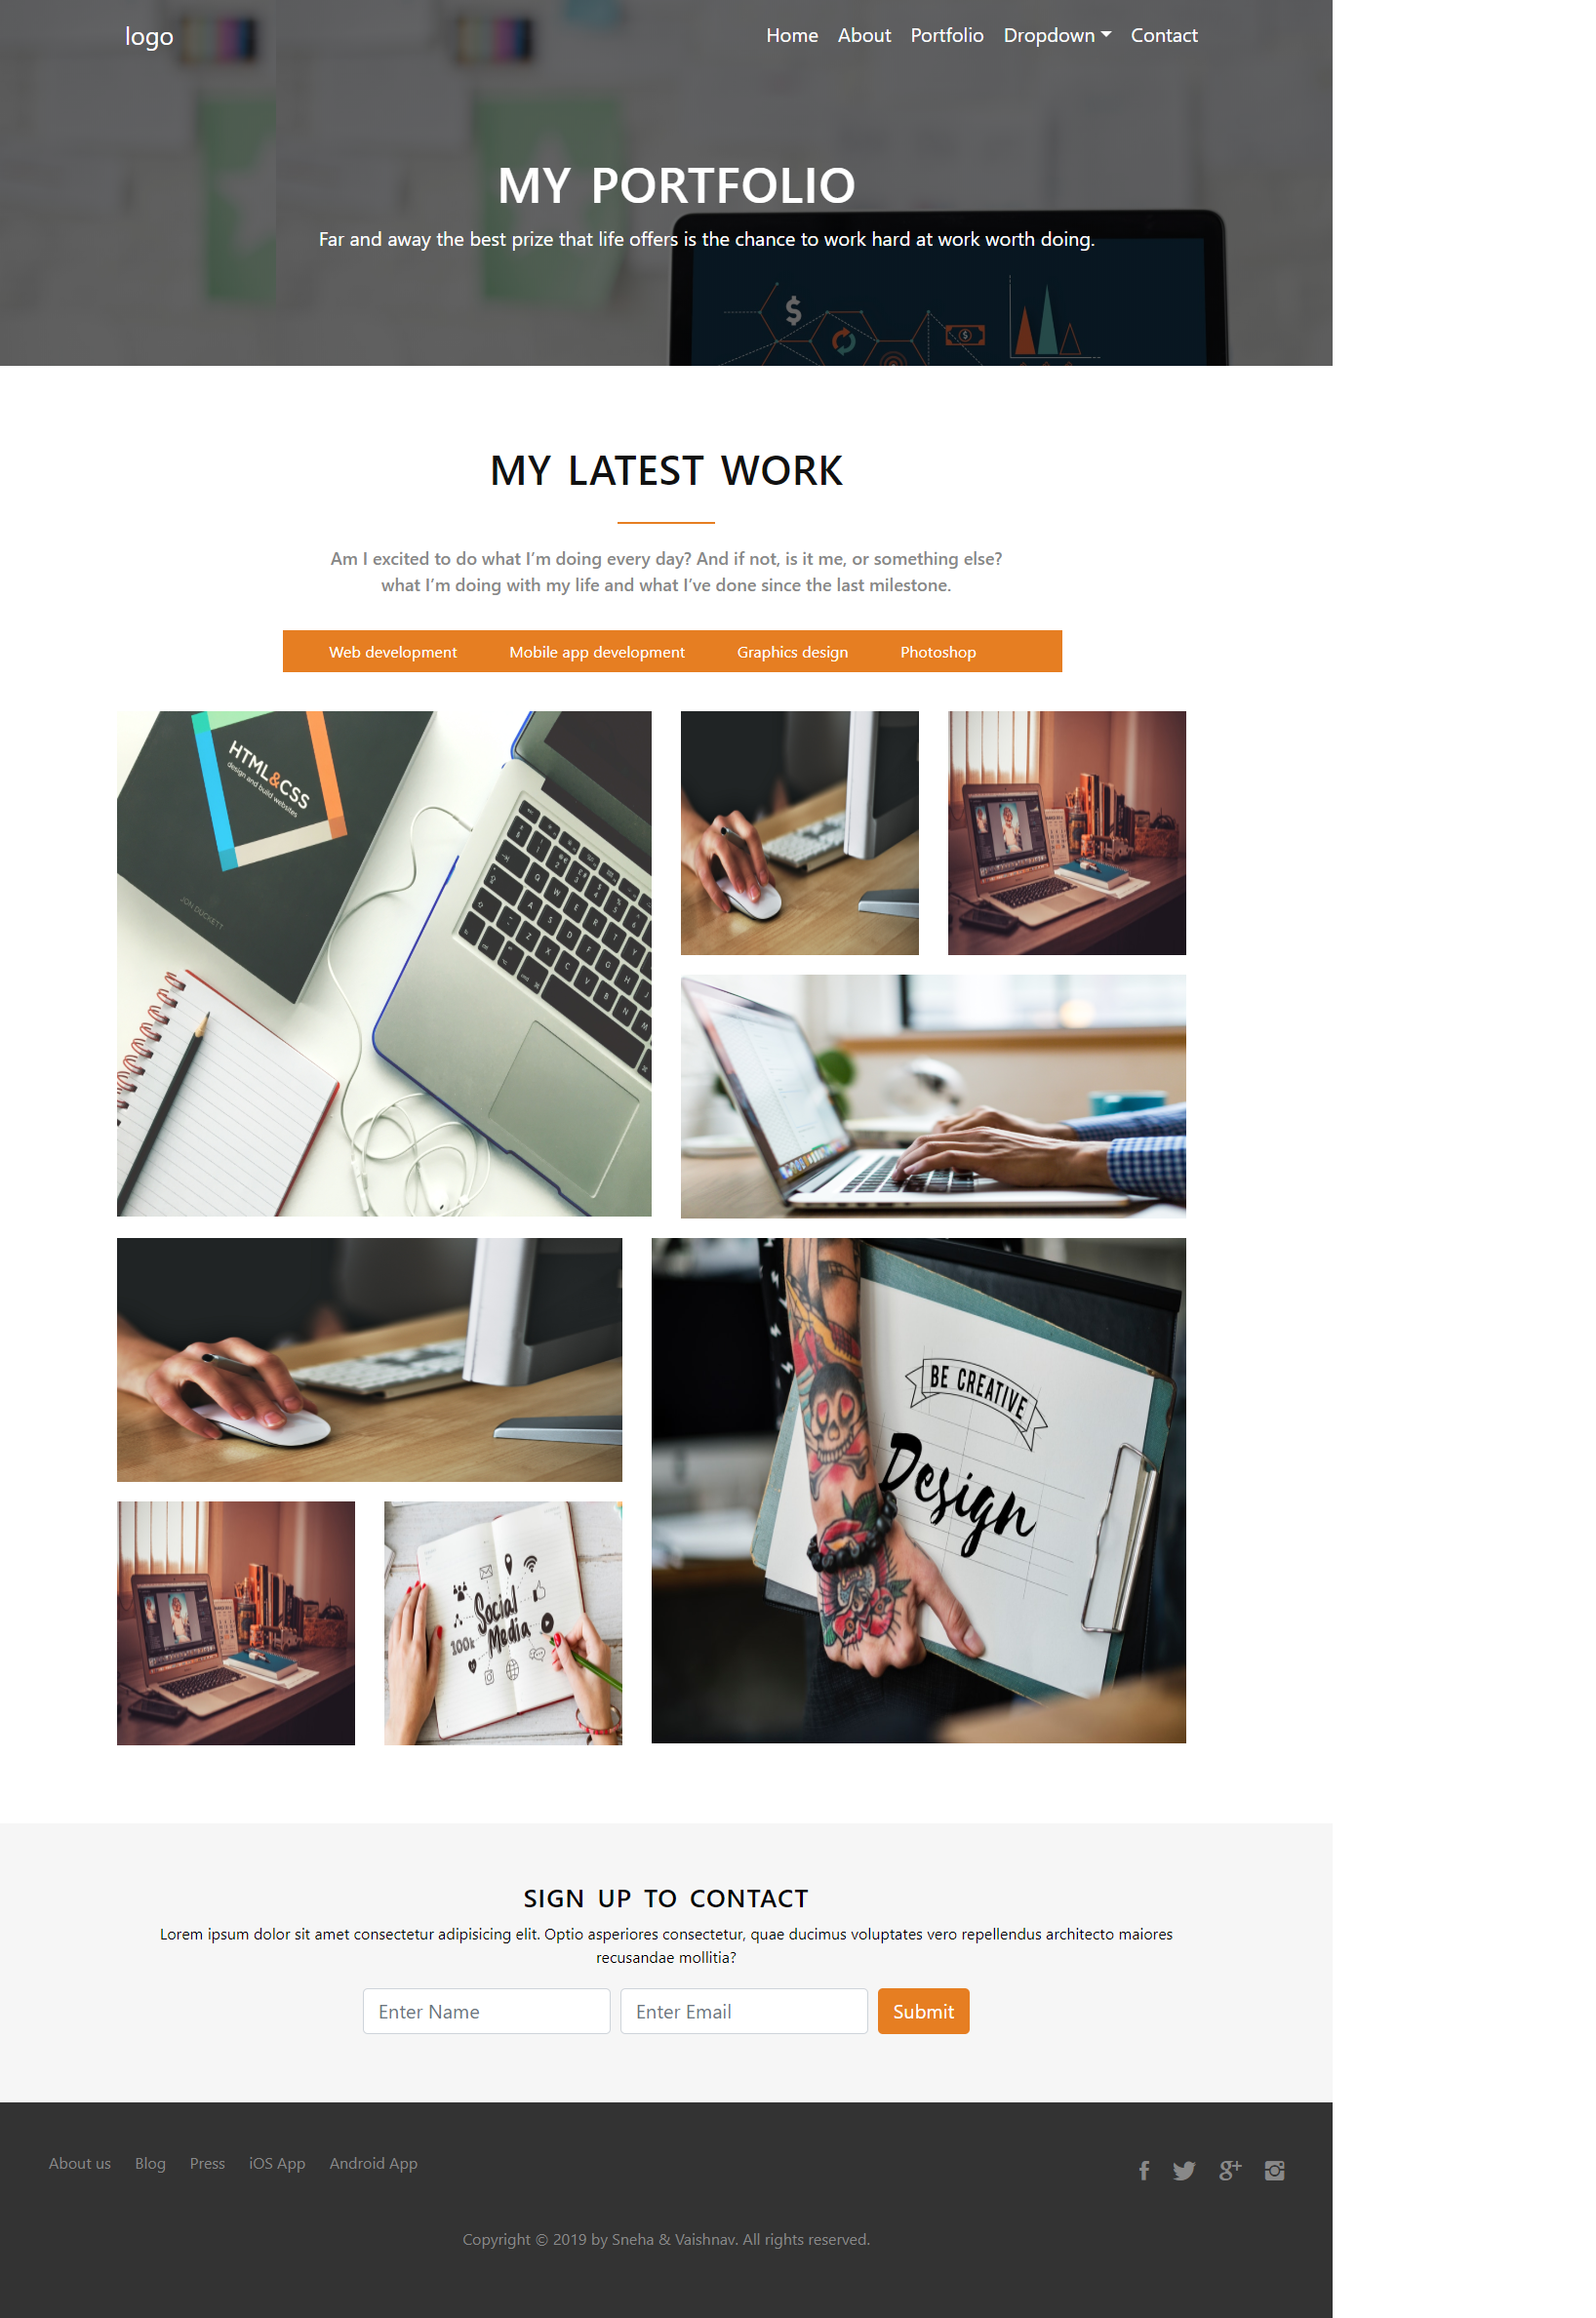 logo
Home About Portfolio Dropdown Contact
MY PORTFOLIO
Far and away the best prize that life offers is the chance to work hard at work worth doing.
MY LATEST WORK
Am I excited to do what I’m doing every day? And if not, is it me, or something else?
what I’m doing with my life and what I’ve done since the last milestone.
Web development Mobile app development Graphics design Photoshop
HTML&CSS
design and build websites
JON DUCKETT
BE CREATIVE
Design
Social
Media
100k
SIGN UP TO CONTACT
Lorem ipsum dolor sit amet consectetur adipisicing elit. Optio asperiores consectetur, quae ducimus voluptates vero repellendus architecto maiores
recusandae mollitia?
Enter Name Enter Email Submit
About us Blog Press iOS App Android App
Copyright © 2019 by Sneha & Vaishnav. All rights reserved.